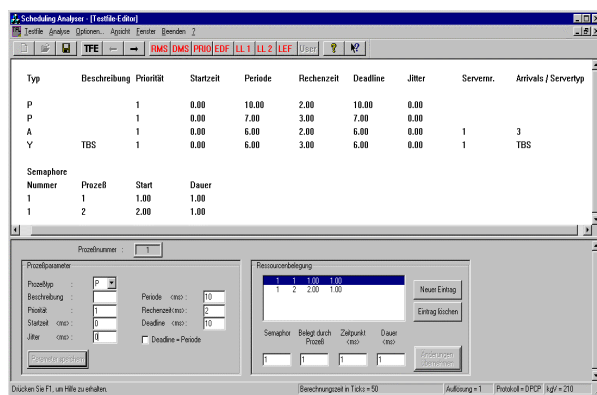 Scheduling Analyser - [Testfile-Editor]
Testfile Analyse Optionen... Ansicht Fenster Beenden ?
TFE RMS DMS PRIO EDF LL 1 LL 2 LEF User
Typ Beschreibung Priorität Startzeit Periode Rechenzeit Deadline Jitter Servernr. Arrivals / Servertyp
P 1 0.00 10.00 2.00 10.00 0.00
P 1 0.00 7.00 3.00 7.00 0.00
A 1 0.00 6.00 2.00 6.00 0.00 1 3
Y TBS 1 0.00 6.00 3.00 6.00 0.00 1 TBS
Semaphore
Nummer Prozeß Start Dauer
1 1 1.00 1.00
1 2 2.00 1.00
Prozeßnummer : 1
Prozeßparameter
Prozeßtyp : P
Beschreibung : Periode <ms> : 10
Priorität : 1 Rechenzeit<ms> : 2
Startzeit <ms> : 0 Deadline <ms> : 10
Jitter <ms> : 0 Deadline = Periode
Parameter speichern
Ressourcenbelegung
1 1 1.00 1.00
1 2 2.00 1.00
Neuer Eintrag
Eintrag löschen
Semaphor Belegt durch Prozeß Zeitpunkt <ms> Dauer <ms>
1 1 1 1
Änderungen übernehmen
Drücken Sie F1, um Hilfe zu erhalten. Berechnungszeit in Ticks = 50 Auflösung = 1 Protokoll = DPCP kgV = 210